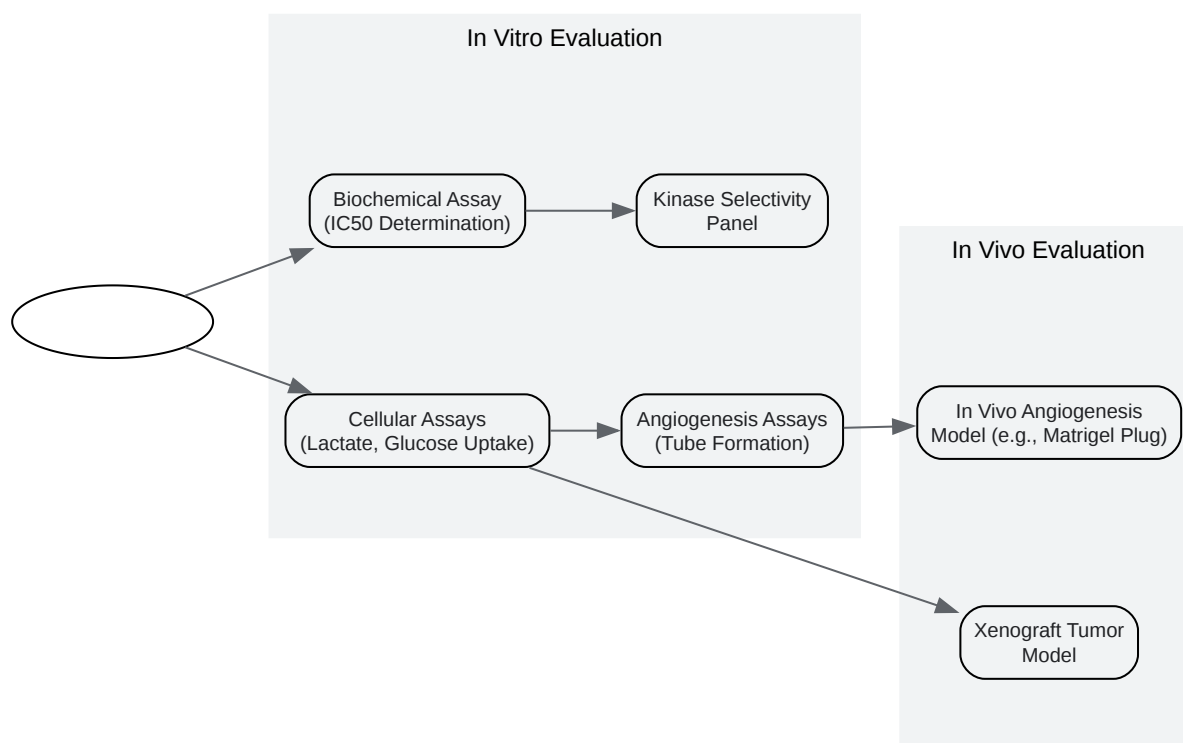 In Vitro Evaluation
Biochemical Assay
(IC50 Determination)
Kinase Selectivity
Panel
In Vivo Evaluation
Cellular Assays
(Lactate, Glucose Uptake)
Angiogenesis Assays
(Tube Formation)
In Vivo Angiogenesis
Model (e.g., Matrigel Plug)
Xenograft Tumor
Model